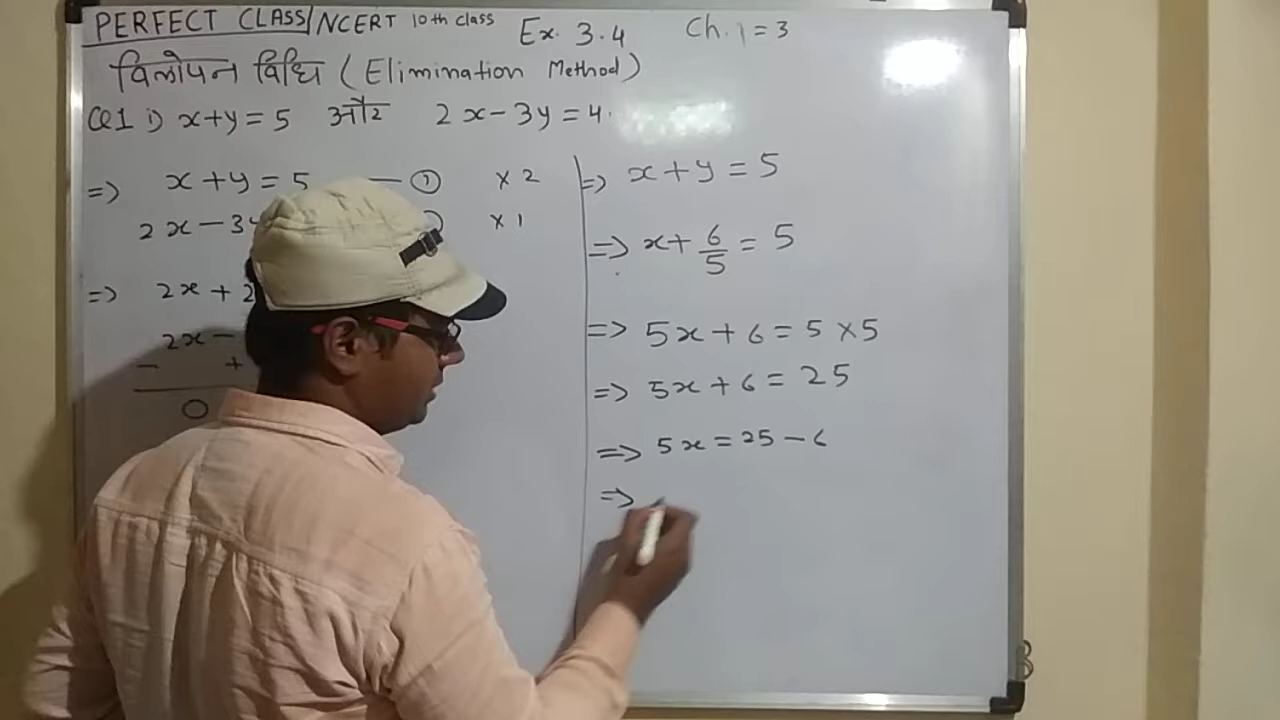 PERFECT CLASS/NCERT 10th class Ex. 3.4 Ch. 1 = 3
विलोपन विधि (Elimination Method)
Q1 i) x+y = 5 और 2x - 3y = 4.
=> x+y = 5 — ① ×2
2x - 3 ×1
=> 2x + 2
2x -
- +
0
=> x + y = 5
=> x + 6/5 = 5
=> 5x + 6 = 5 × 5
=> 5x + 6 = 25
=> 5x = 25 - 6
=>